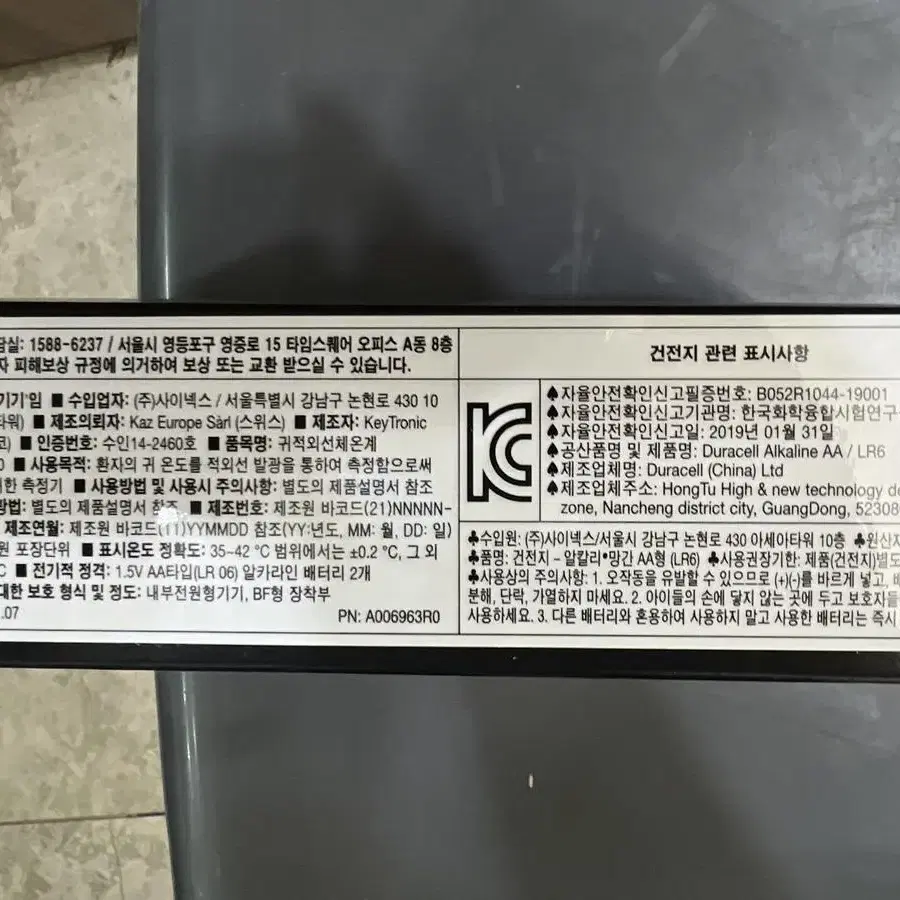 담실: 1588-6237 / 서울시 영등포구 영중로 15 타임스퀘어 오피스 A동 8층
자 피해보상 규정에 의거하여 보상 또는 교환 받으실 수 있습니다.
기기'임 ■ 수입업자: (주)사이넥스 / 서울특별시 강남구 논현로 430 10
타워) ■ 제조의뢰자: Kaz Europe Sàrl (스위스) ■ 제조자: KeyTronic
코) ■ 인증번호: 수인14-2460호 ■ 품목명: 귀적외선체온계
0 ■ 사용목적: 환자의 귀 온도를 적외선 발광을 통하여 측정함으로써
한 측정기 ■ 사용방법 및 사용시 주의사항: 별도의 제품설명서 참조
방법: 별도의 제품설명서 참조 ■ 제조번호: 제조원 바코드(21)NNNNN-
제조연월: 제조원 바코드(11)YYMMDD 참조(YY:년도, MM: 월, DD: 일)
원 포장단위 ■ 표시온도 정확도: 35~42 °C 범위에서는 ±0.2 °C, 그 외
°C ■ 전기적 정격: 1.5V AA타입(LR 06) 알카라인 배터리 2개
대한 보호 형식 및 정도: 내부전원형기기, BF형 장착부
.07 PN: A006963R0
건전지 관련 표시사항
♠자율안전확인신고필증번호: B052R1044-19001
♠자율안전확인신고기관명: 한국화학융합시험연구
♠자율안전확인신고일: 2019년 01월 31일
♠공산품명 및 제품명: Duracell Alkaline AA / LR6
♠제조업체명: Duracell (China) Ltd
♠제조업체주소: HongTu High & new technology de
zone, Nancheng district city, GuangDong, 52308
♣수입원: (주)사이넥스/서울시 강남구 논현로 430 아세아타워 10층 ♣원산지
♣품명: 건전지 - 알칼리•망간 AA형 (LR6) ♣사용권장기한: 제품(건전지)별도
♣사용상의 주의사항: 1. 오작동을 유발할 수 있으므로 (+)(-)를 바르게 넣고,
분해, 단락, 가열하지 마세요. 2. 아이들의 손에 닿지 않는 곳에 두고 보호자들
사용하세요. 3. 다른 배터리와 혼용하여 사용하지 말고 사용한 배터리는 즉시